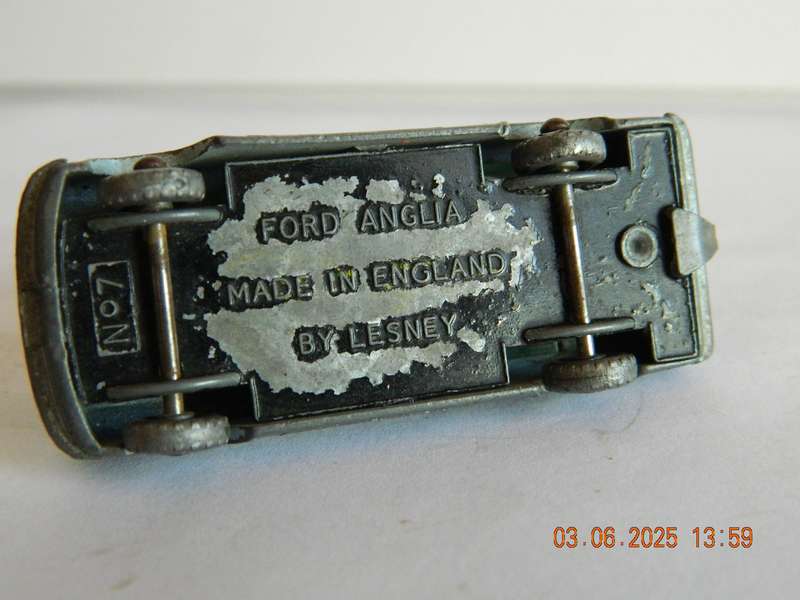 FORD ANGLIA
MADE IN ENGLAND
BY LESNEY
Nº7
03.06.2025 13:59